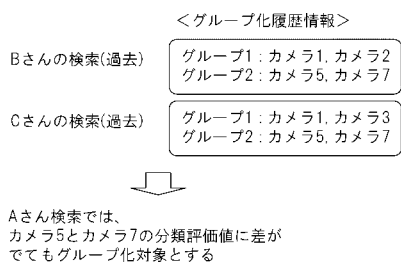 ＜グループ化履歴情報＞
Bさんの検索(過去)
グループ1：カメラ1, カメラ2
グループ2：カメラ5, カメラ7
Cさんの検索(過去)
グループ1：カメラ1, カメラ3
グループ2：カメラ5, カメラ7
Aさん検索では、
カメラ5とカメラ7の分類評価値に差が
でてもグループ化対象とする